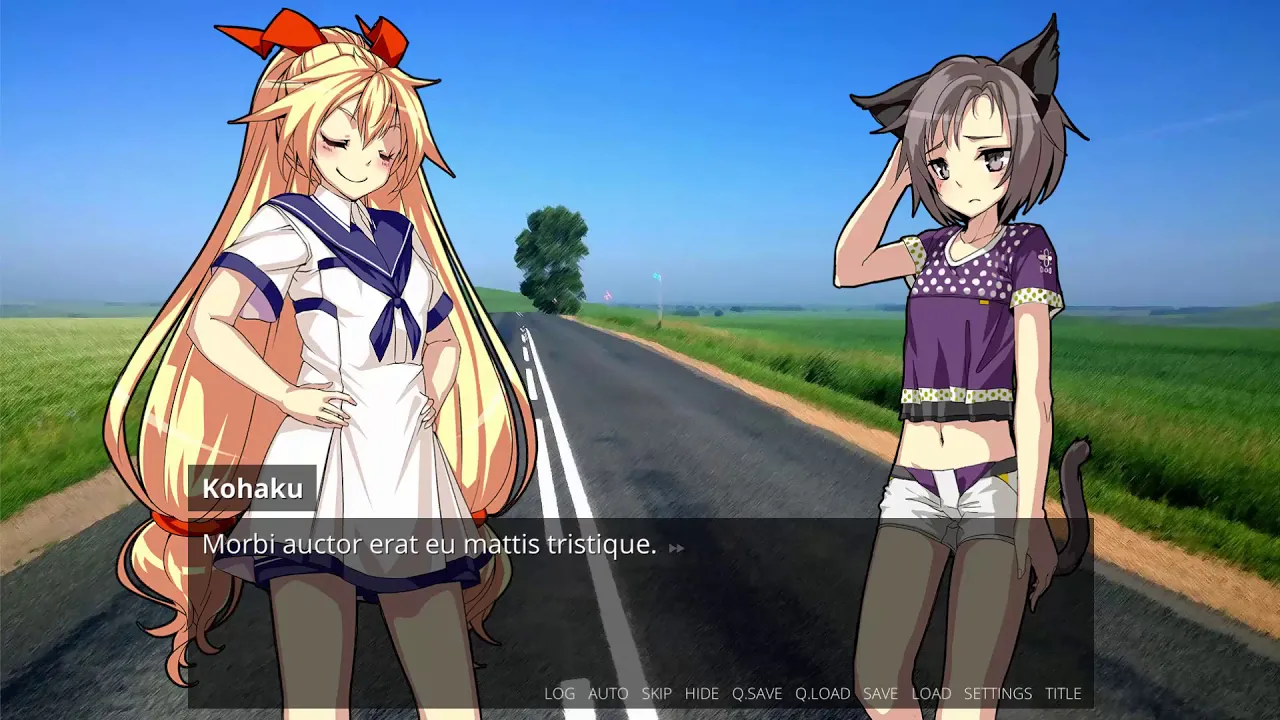 Kohaku
Morbi auctor erat eu mattis tristique.
LOG AUTO SKIP HIDE Q.SAVE Q.LOAD SAVE LOAD SETTINGS TITLE